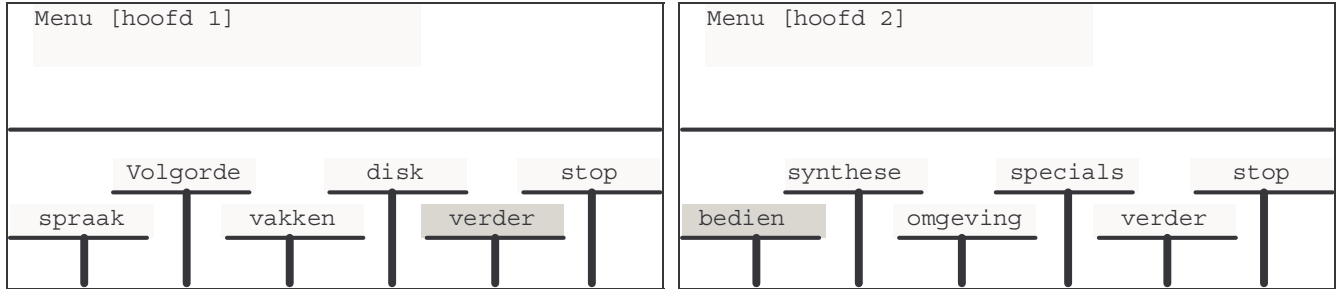 Menu [hoofd 1]
Volgorde disk stop
spraak vakken verder
Menu [hoofd 2]
synthese specials stop
bedien omgeving verder